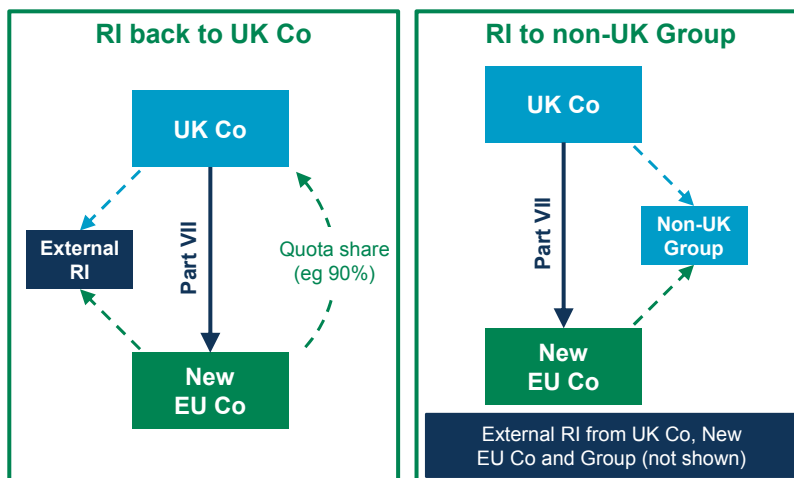 RI back to UK Co
UK Co
External
RI
Part VII
Quota share
(eg 90%)
New
EU Co
RI to non-UK Group
UK Co
Part VII
Non-UK
Group
New
EU Co
External RI from UK Co, New
EU Co and Group (not shown)